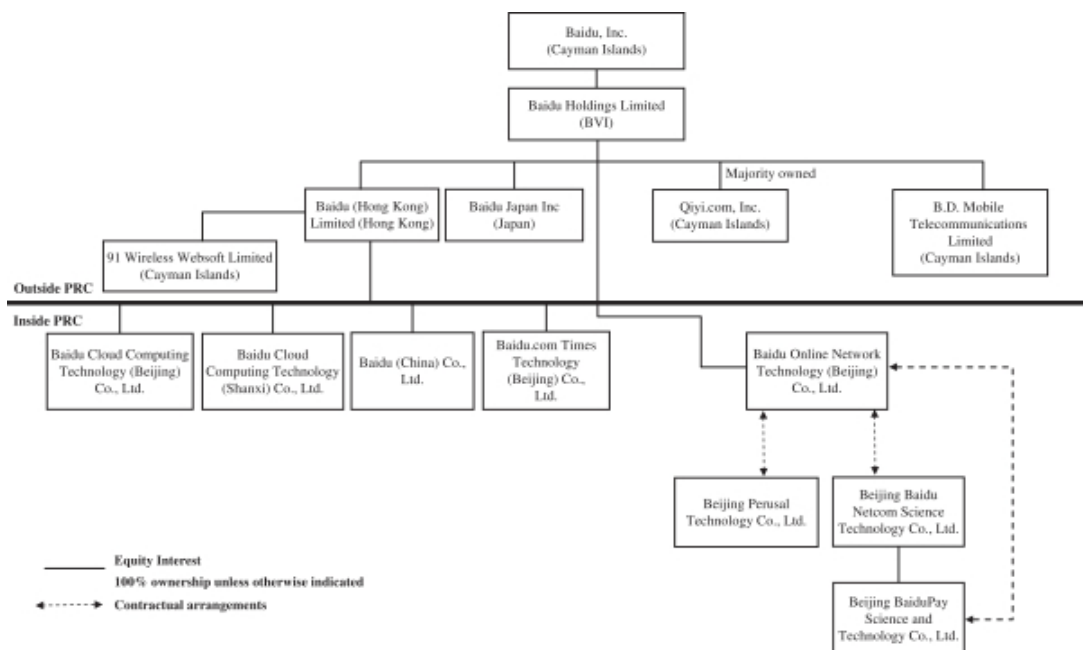 Baidu, Inc.
(Cayman Islands)
Baidu Holdings Limited
(BVI)
Majority owned
Baidu (Hong Kong)
Limited (Hong Kong)
Baidu Japan Inc
(Japan)
Qiyi.com, Inc.
(Cayman Islands)
B.D. Mobile
Telecommunications
Limited
(Cayman Islands)
91 Wireless Websoft Limited
(Cayman Islands)
Outside PRC
Inside PRC
Baidu Cloud Computing
Technology (Beijing)
Co., Ltd.
Baidu Cloud
Computing Technology
(Shanxi) Co., Ltd.
Baidu (China) Co.,
Ltd.
Baidu.com Times
Technology
(Beijing) Co.,
Ltd.
Baidu Online Network
Technology (Beijing)
Co., Ltd.
Beijing Perusal
Technology Co., Ltd.
Beijing Baidu
Netcom Science
Technology Co., Ltd.
Equity Interest
100% ownership unless otherwise indicated
Contractual arrangements
Beijing BaiduPay
Science and
Technology Co., Ltd.